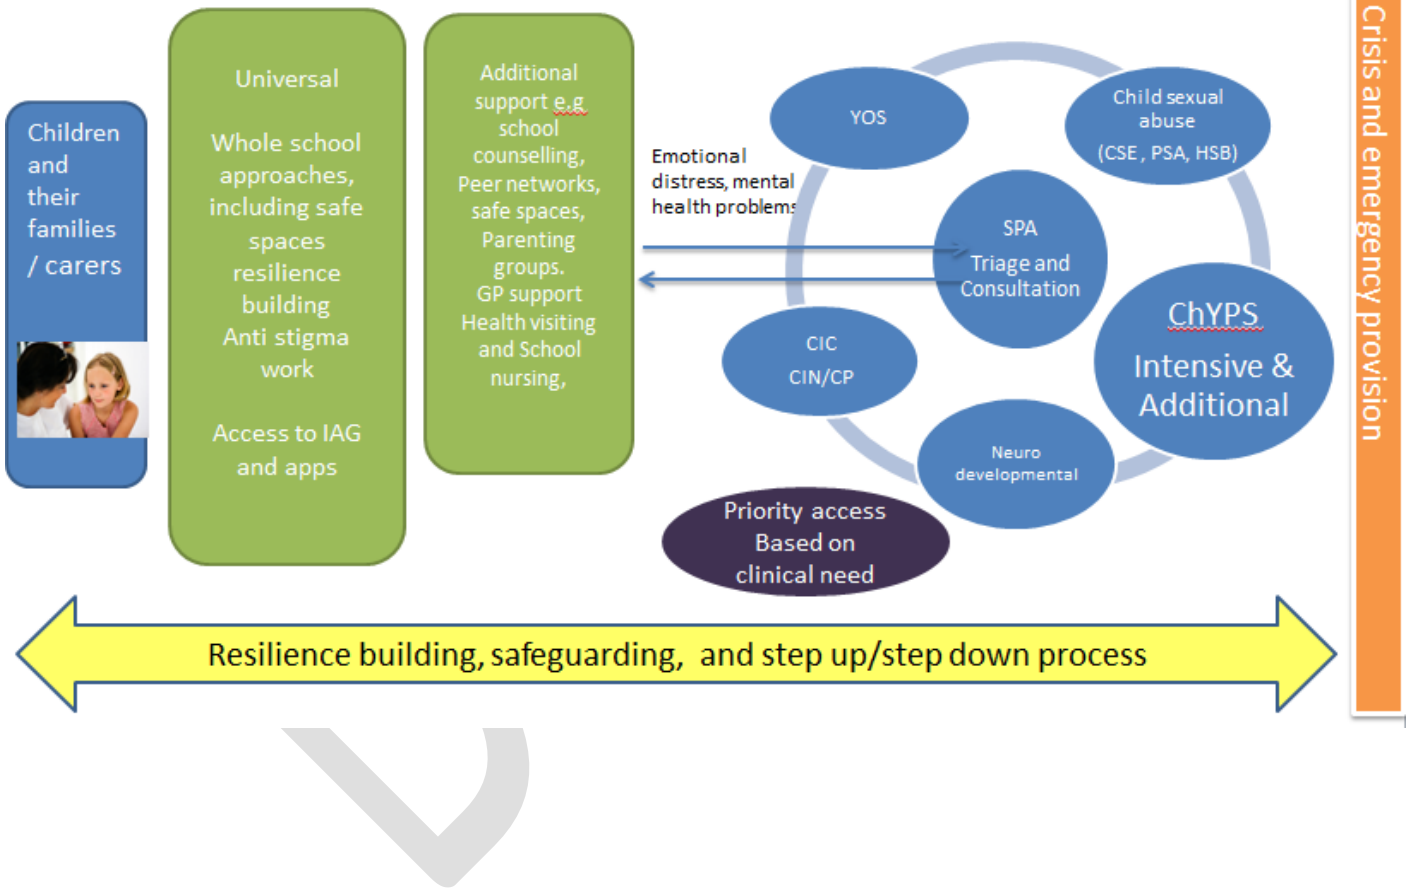 Children
and
their
families
/ carers
Universal
Whole school
approaches,
including safe
spaces
resilience
building
Anti stigma
work
Access to IAG
and apps
Additional
support e.g
school
counselling,
Peer networks,
safe spaces,
Parenting
groups.
GP support
Health visiting
and School
nursing,
Emotional
distress, mental
health problems
YOS
Child sexual
abuse
(CSE , PSA, HSB)
SPA
Triage and
Consultation
ChYPS
Intensive &
Additional
CIC
CIN/CP
Neuro
developmental
Priority access
Based on
clinical need
Crisis and emergency provision
Resilience building, safeguarding,  and step up/step down process